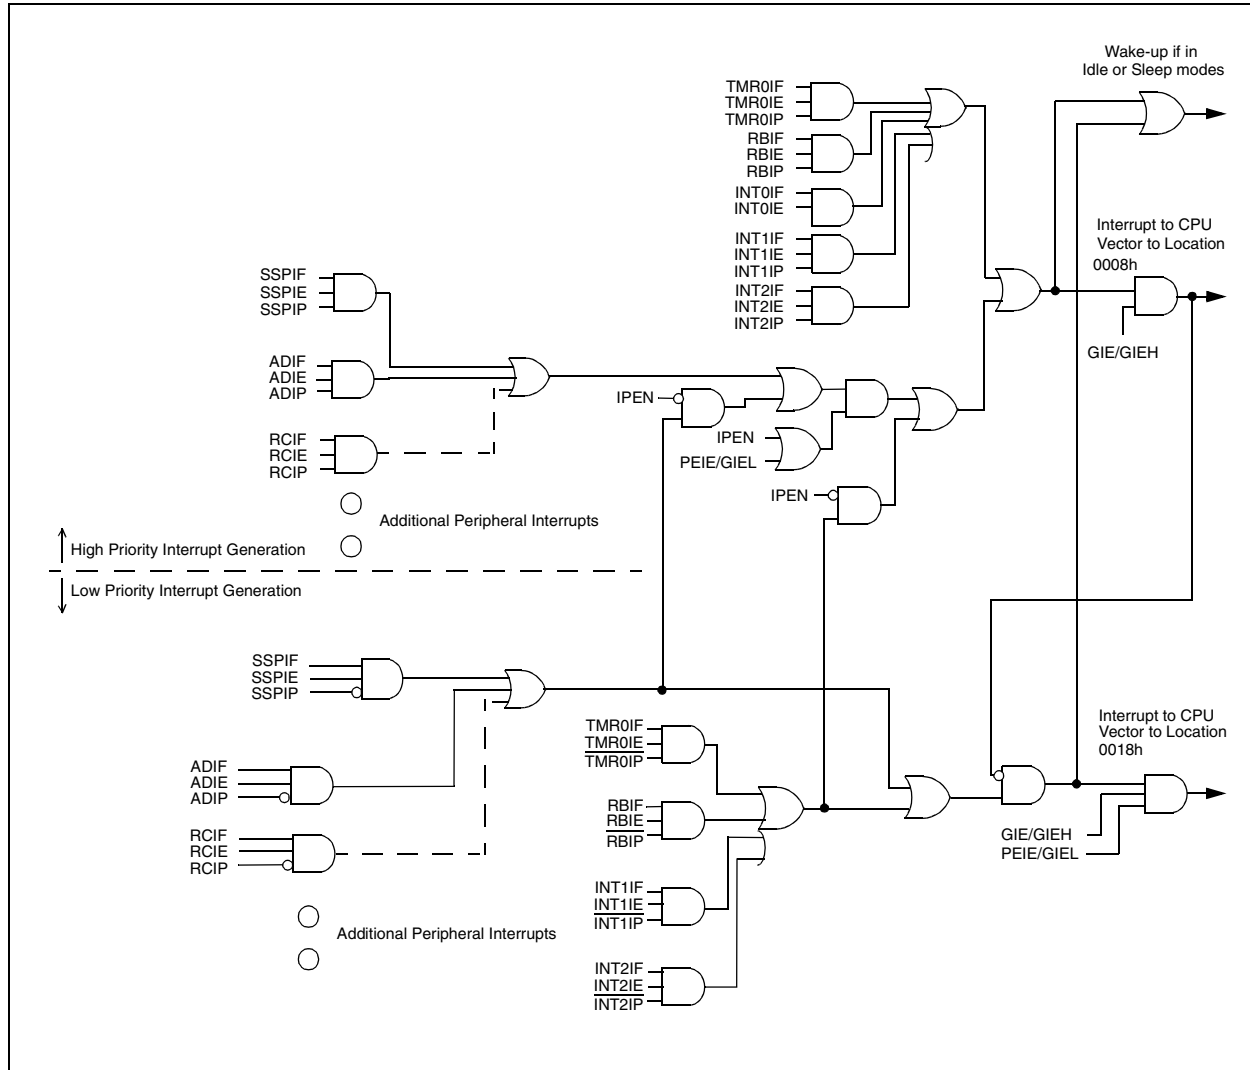 Wake-up if in
Idle or Sleep modes
TMR0IF
TMR0IE
TMR0IP
RBIF
RBIE
RBIP
INT0IF
INT0IE
INT1IF
INT1IE
INT1IP
INT2IF
INT2IE
INT2IP
Interrupt to CPU
Vector to Location
0008h
GIE/GIEH
SSPIF
SSPIE
SSPIP
ADIF
ADIE
ADIP
RCIF
RCIE
RCIP
IPEN
IPEN
PEIE/GIEL
IPEN
Additional Peripheral Interrupts
High Priority Interrupt Generation
Low Priority Interrupt Generation
SSPIF
SSPIE
SSPIP
ADIF
ADIE
ADIP
RCIF
RCIE
RCIP
Additional Peripheral Interrupts
TMR0IF
TMR0IE
TMR0IP
RBIF
RBIE
RBIP
INT1IF
INT1IE
INT1IP
INT2IF
INT2IE
INT2IP
Interrupt to CPU
Vector to Location
0018h
GIE/GIEH
PEIE/GIEL